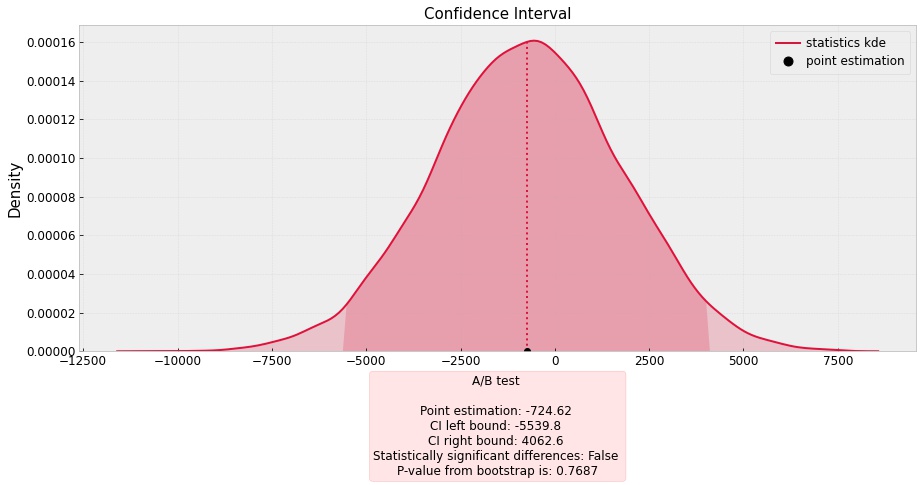 Confidence Interval
statistics kde
point estimation
Density
0.00016
0.00014
0.00012
0.00010
0.00008
0.00006
0.00004
0.00002
0.00000
−12500 −10000 −7500 −5000 −2500 0 2500 5000 7500
A/B test
Point estimation: -724.62
CI left bound: -5539.8
CI right bound: 4062.6
Statistically significant differences: False
P-value from bootstrap is: 0.7687